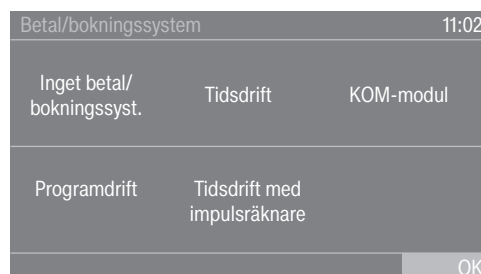 Betal/bokningssystem 11:02
Inget betal/
bokningssyst.
Tidsdrift
KOM-modul
Programdrift
Tidsdrift med
impulsräknare
OK